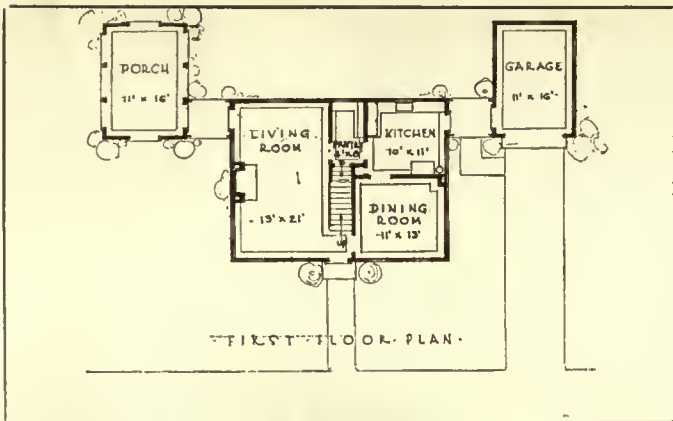 PORCH
11' x 16'
GARAGE
11' x 16'
LIVING
ROOM
13' x 21'
KITCHEN
10' x 11'
DINING
ROOM
11' x 13'
UP
FIRST FLOOR PLAN